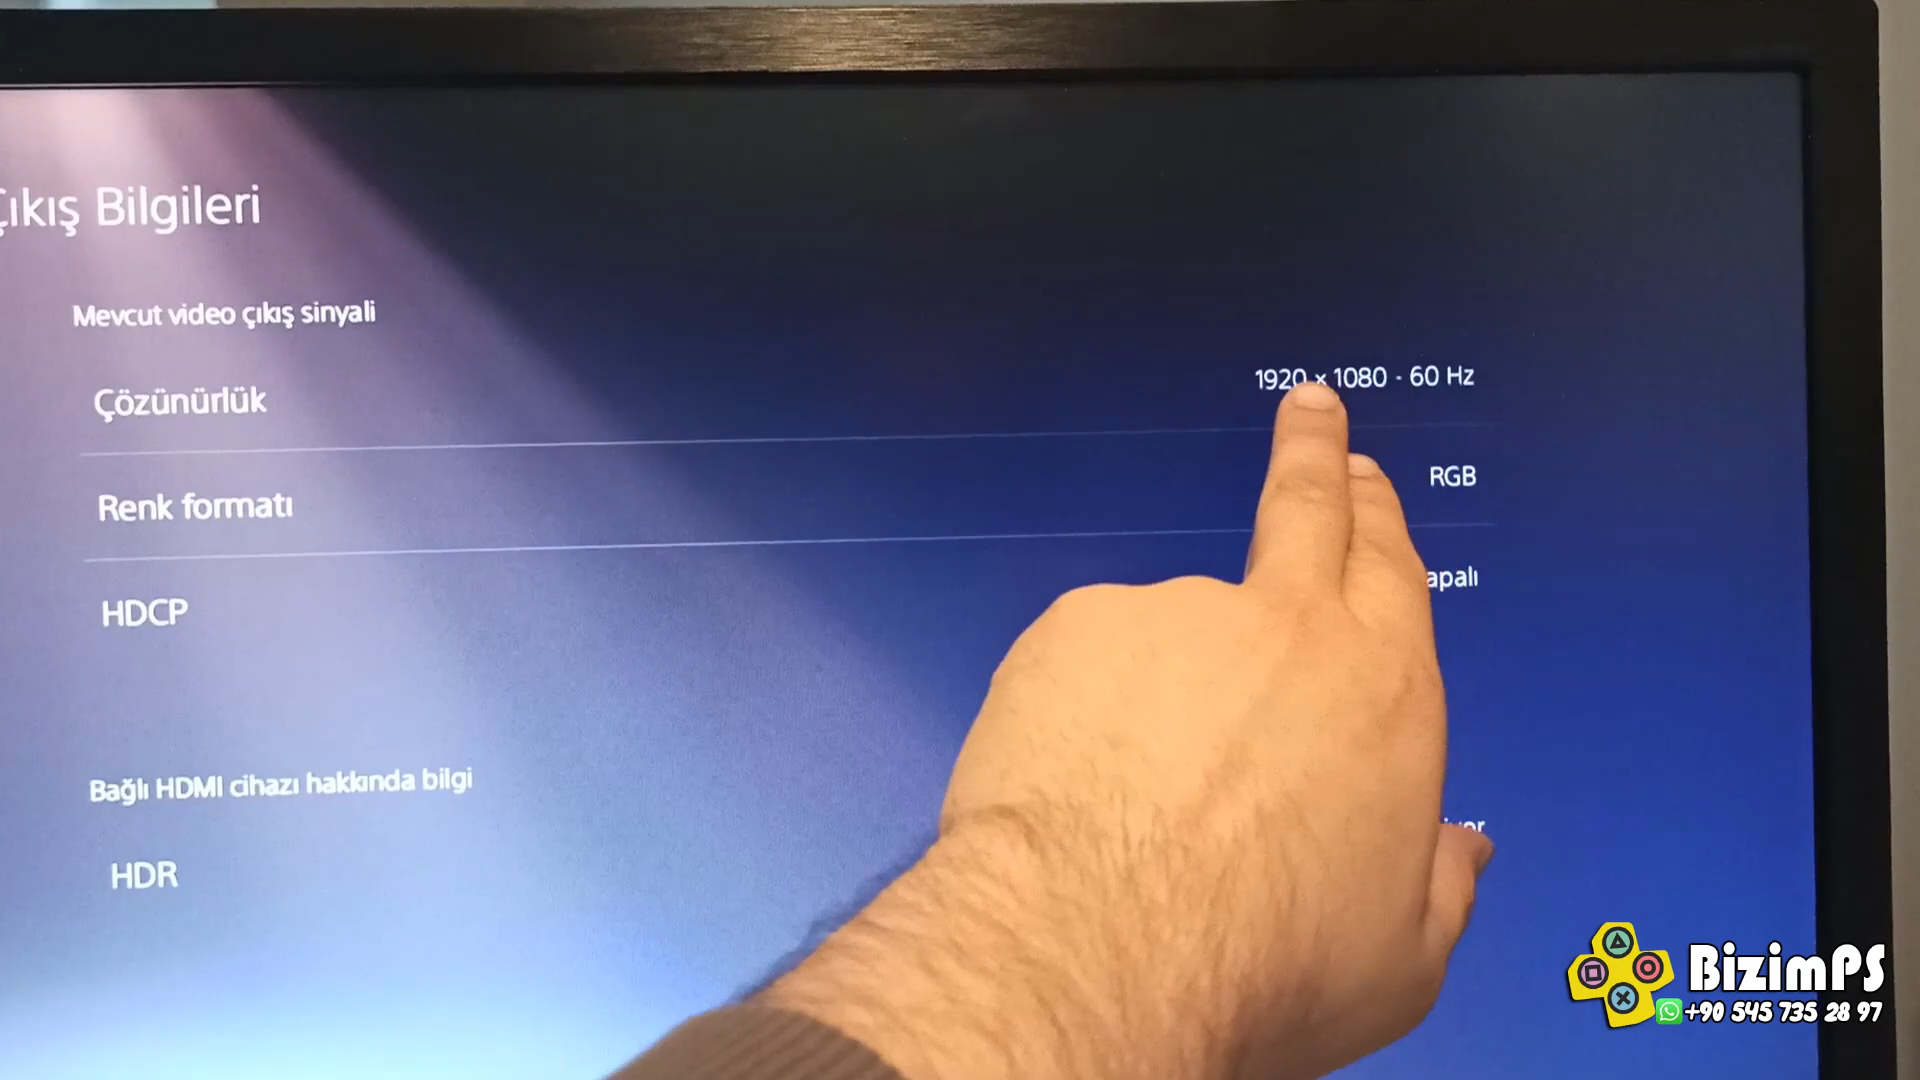 Çıkış Bilgileri
Mevcut video çıkış sinyali
Çözünürlük
1920 x 1080 - 60 Hz
Renk formatı
RGB
HDCP
apalı
Bağlı HDMI cihazı hakkında bilgi
HDR
BizimPS
+90 545 735 28 97